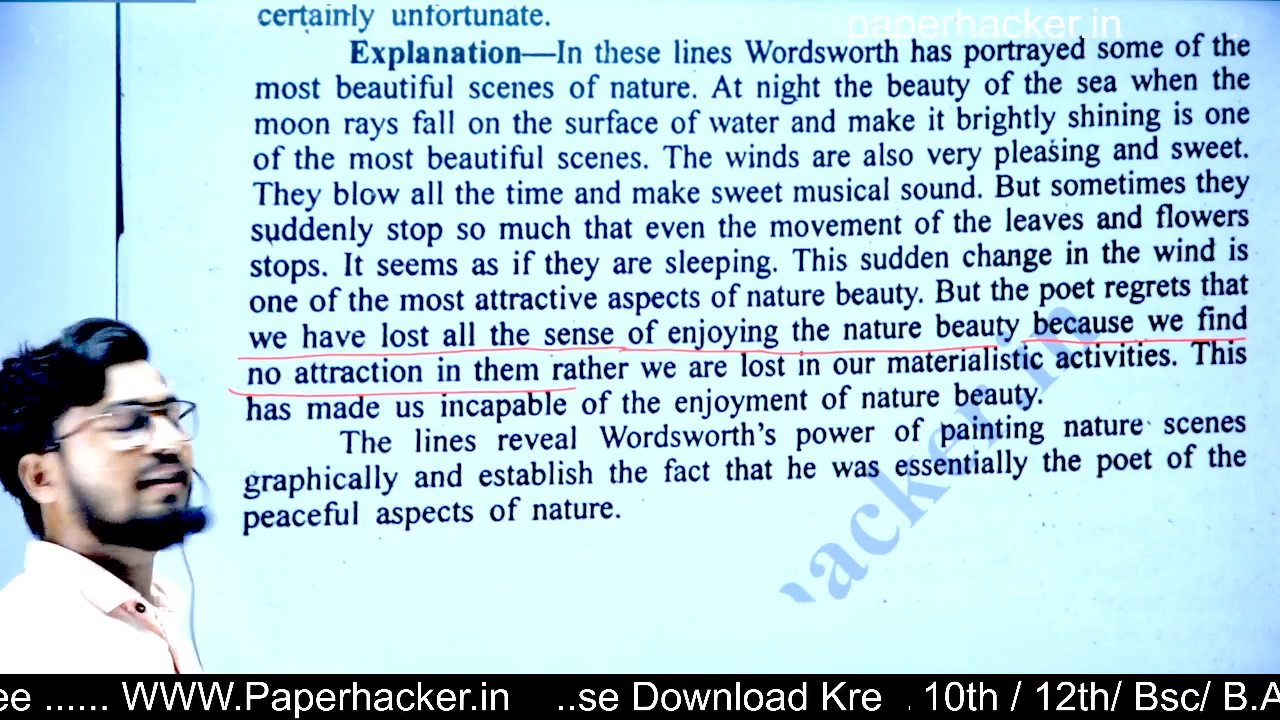 certainly unfortunate.
paperhacker.in
Explanation—In these lines Wordsworth has portrayed some of the
most beautiful scenes of nature. At night the beauty of the sea when the
moon rays fall on the surface of water and make it brightly shining is one
of the most beautiful scenes. The winds are also very pleasing and sweet.
They blow all the time and make sweet musical sound. But sometimes they
suddenly stop so much that even the movement of the leaves and flowers
stops. It seems as if they are sleeping. This sudden change in the wind is
one of the most attractive aspects of nature beauty. But the poet regrets that
we have lost all the sense of enjoying the nature beauty because we find
no attraction in them rather we are lost in our materialistic activities. This
has made us incapable of the enjoyment of nature beauty.
The lines reveal Wordsworth's power of painting nature scenes
graphically and establish the fact that he was essentially the poet of the
peaceful aspects of nature.
acker.in
ee ...... WWW.Paperhacker.in ..se Download Kre . 10th / 12th/ Bsc/ B.A